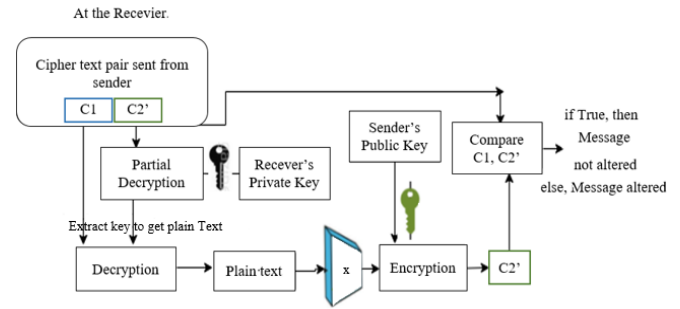 At the Recevier.
Cipher text pair sent from
sender
C1
C2’
Partial
Decryption
Recever’s
Private Key
Sender’s
Public Key
Compare
C1, C2’
if True, then
Message
not altered
else, Message altered
Extract key to get plain Text
Decryption
Plain-text
x
Encryption
C2’